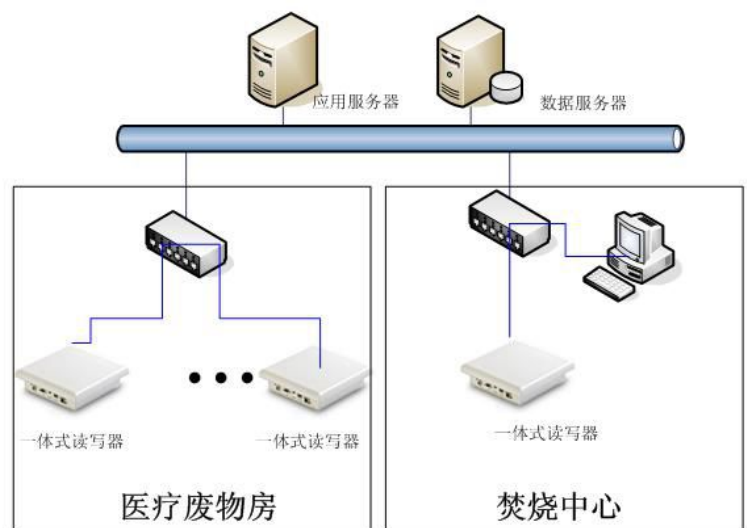 应用服务器
数据服务器
一体式读写器
一体式读写器
一体式读写器
医疗废物房
焚烧中心